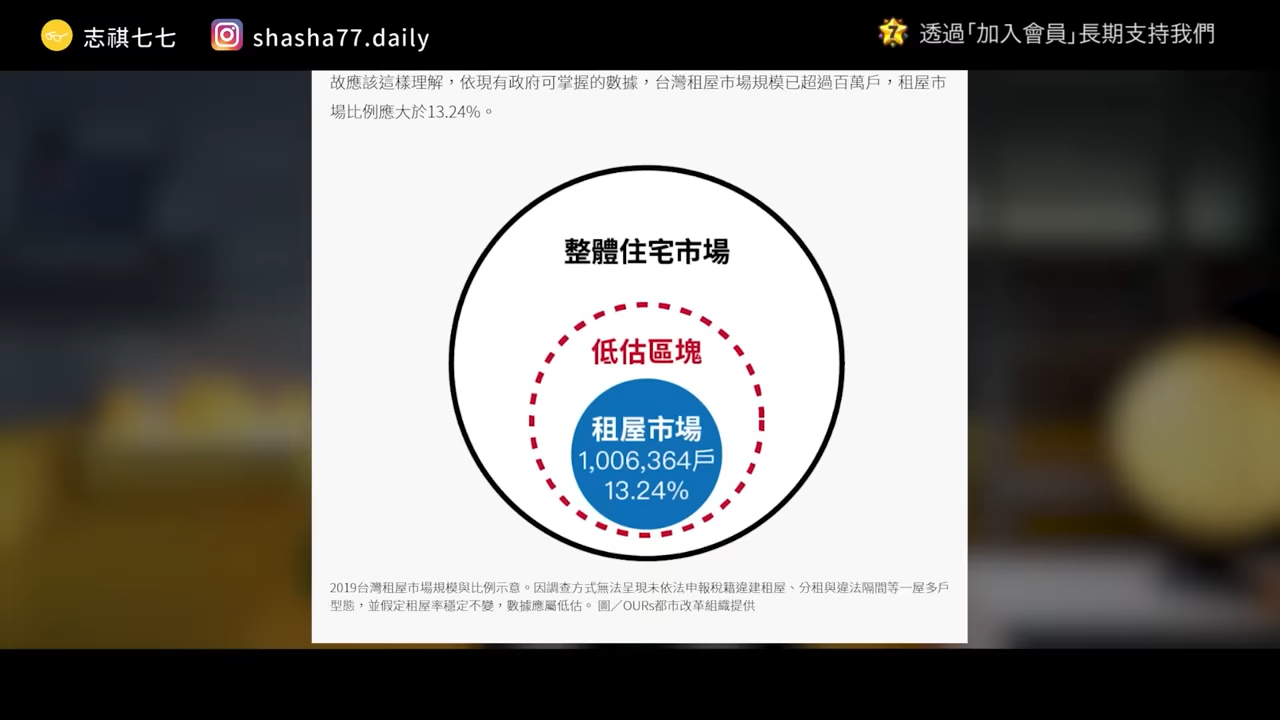 志祺七七
shasha77.daily
透過「加入會員」長期支持我們
故應該這樣理解，依現有政府可掌握的數據，台灣租屋市場規模已超過百萬戶，租屋市
場比例應大於13.24%。
整體住宅市場
低估區塊
租屋市場
1,006,364戶
13.24%
2019台灣租屋市場規模與比例示意。因調查方式無法呈現未依法申報稅籍違建租屋、分租與違法隔間等一屋多戶
型態，並假定租屋率穩定不變，數據應屬低估。 圖／OURs都市改革組織提供